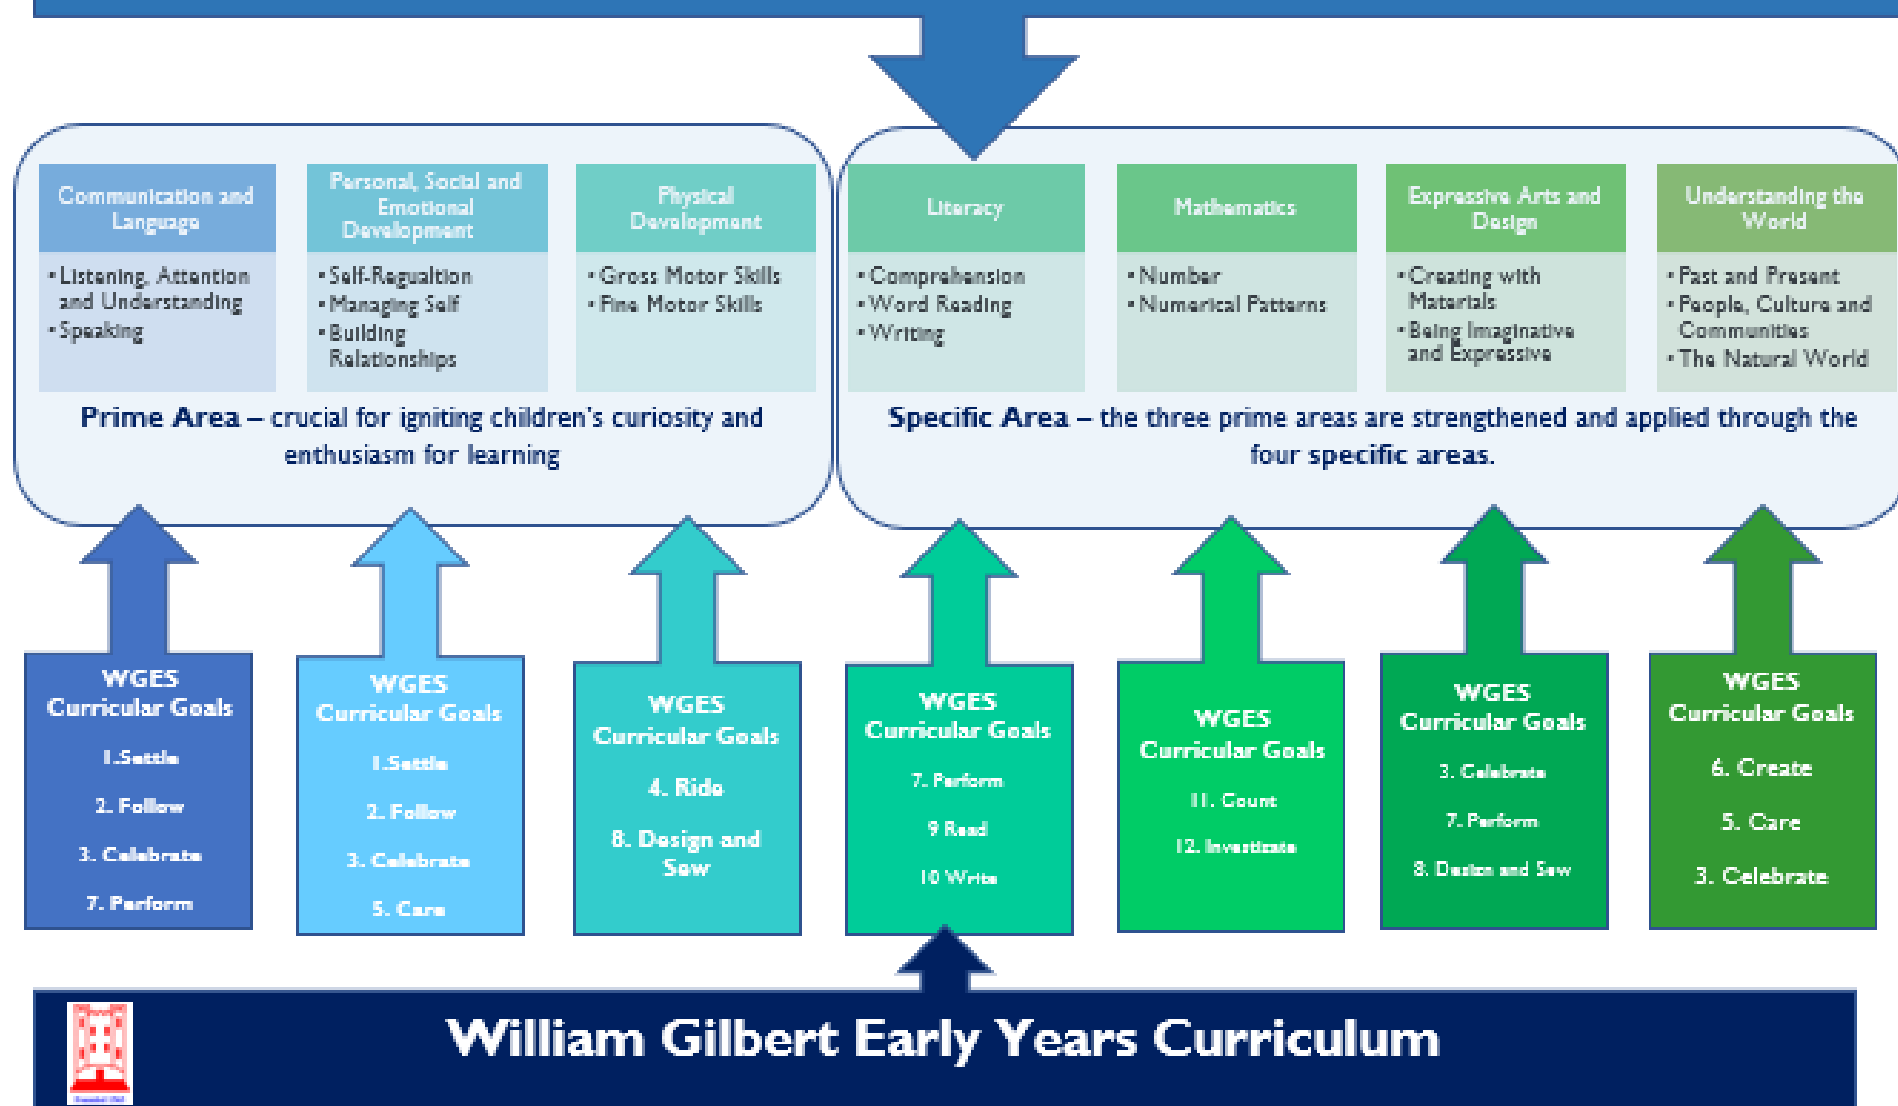 Communication and
Language
• Listening, Attention
and Understanding
• Speaking
Personal, Social and
Emotional
Development
• Self-Regualtion
• Managing Self
• Building
Relationships
Physical
Development
• Gross Motor Skills
• Fine Motor Skills
Prime Area – crucial for igniting children's curiosity and
enthusiasm for learning
Literacy
• Comprehension
• Word Reading
• Writing
Mathematics
• Number
• Numerical Patterns
Expressive Arts and
Design
• Creating with
Materials
• Being Imaginative
and Expressive
Understanding the
World
• Past and Present
• People, Culture and
Communities
• The Natural World
Specific Area – the three prime areas are strengthened and applied through the
four specific areas.
WGES
Curricular Goals
1.Settle
2. Follow
3. Celebrate
7. Perform
WGES
Curricular Goals
1.Settle
2. Follow
3. Celebrate
5. Care
WGES
Curricular Goals
4. Ride
8. Design and
Sew
WGES
Curricular Goals
7. Perform
9 Read
10 Write
WGES
Curricular Goals
11. Count
12. Investigate
WGES
Curricular Goals
3. Celebrate
7. Perform
8. Design and Sew
WGES
Curricular Goals
6. Create
5. Care
3. Celebrate
William Gilbert Early Years Curriculum